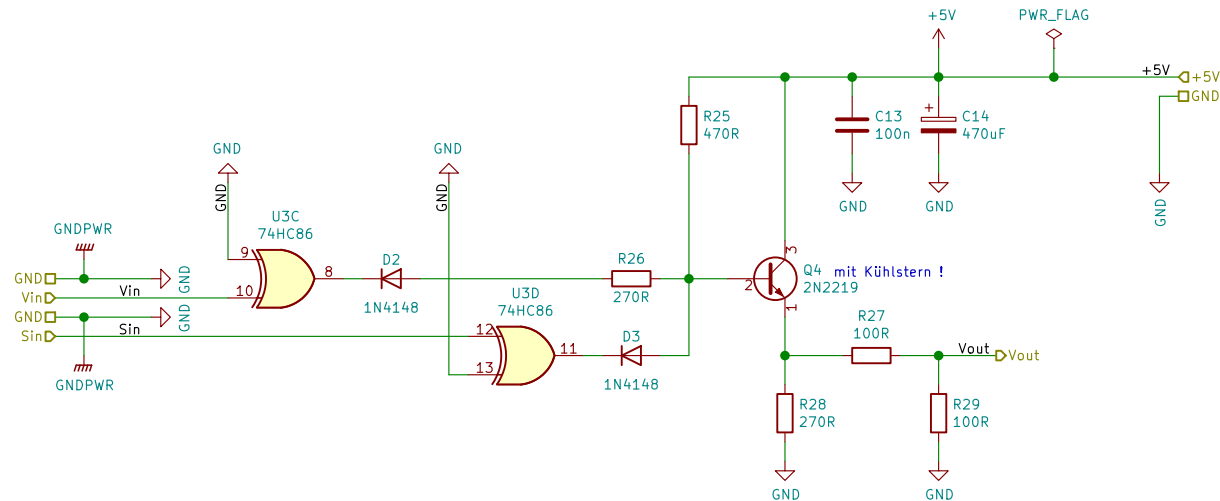 +5V
PWR_FLAG
+5V
+5V
GND
R25
470R
C13
100n
+
C14
470uF
GND
GND
GND
GND
GND
GND
GND
GND
U3C
74HC86
9
10
8
D2
1N4148
R26
270R
3
2
1
Q4
2N2219
mit Kühlstern !
GNDPWR
GND
GND
Vin
Vin
GND
GND
Sin
Sin
GNDPWR
U3D
74HC86
12
13
11
D3
1N4148
R27
100R
Vout
Vout
R28
270R
R29
100R
GND
GND